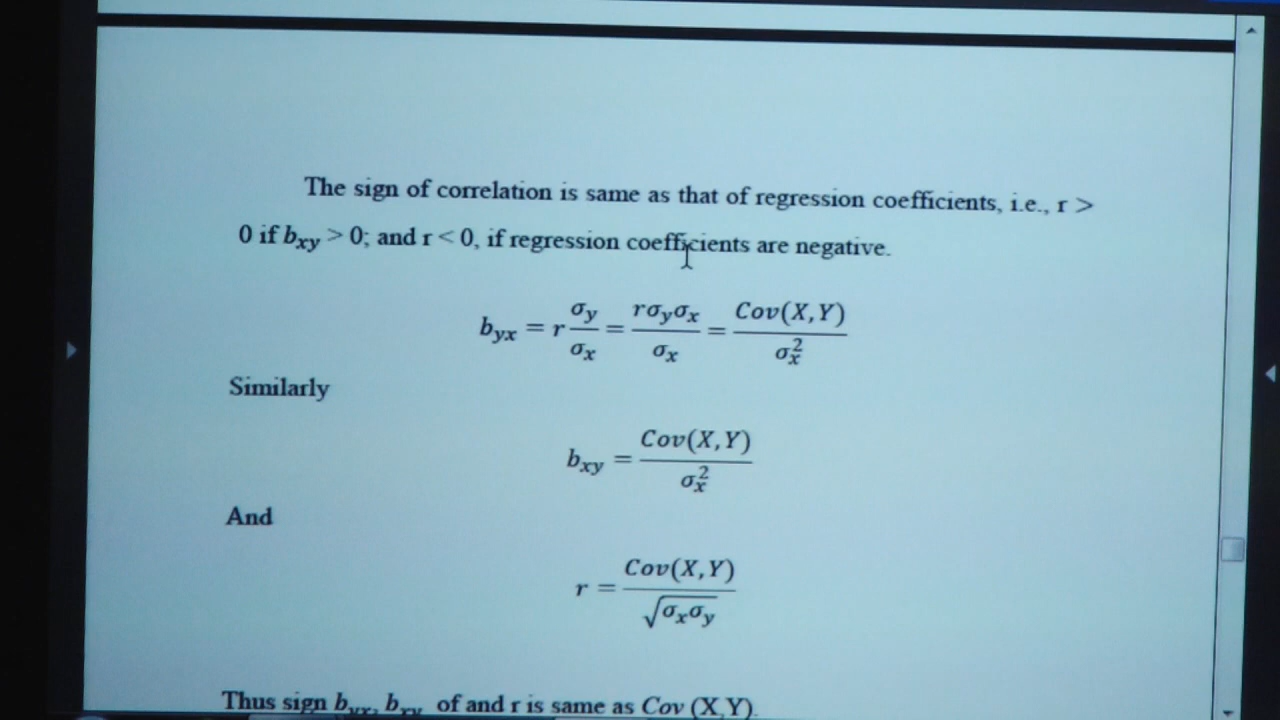 The sign of correlation is same as that of regression coefficients, i.e., r >
0 if b_xy > 0; and r < 0, if regression coefficients are negative.
b_yx = r σ_y/σ_x = rσ_yσ_x/σ_x = Cov(X,Y)/σ_x^2
Similarly
b_xy = Cov(X,Y)/σ_x^2
And
r = Cov(X,Y)/√(σ_xσ_y)
Thus sign b_yx, b_xy of and r is same as Cov (X,Y).